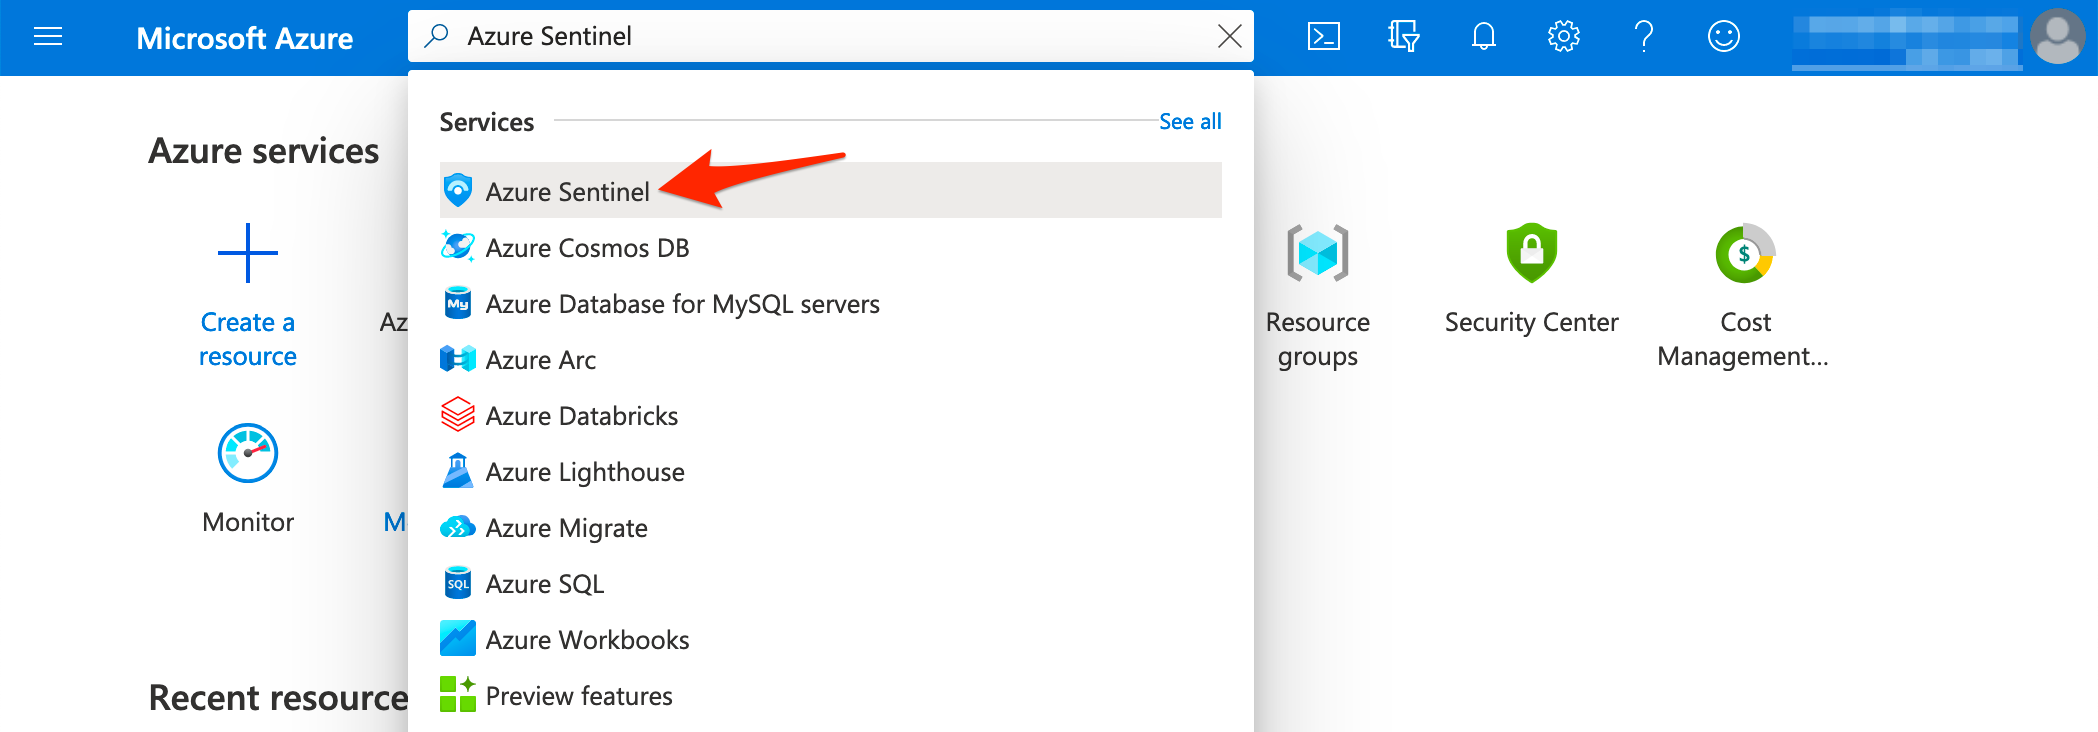 Microsoft Azure
Azure Sentinel
Services
See all
Azure Sentinel
Azure Cosmos DB
My
Azure Database for MySQL servers
Azure Arc
Azure Databricks
Azure Lighthouse
Azure Migrate
SQL
Azure SQL
Azure Workbooks
Preview features
Azure services
Create a
resource
Az
Resource
groups
Security Center
$
Cost
Management...
Monitor
M
Recent resource